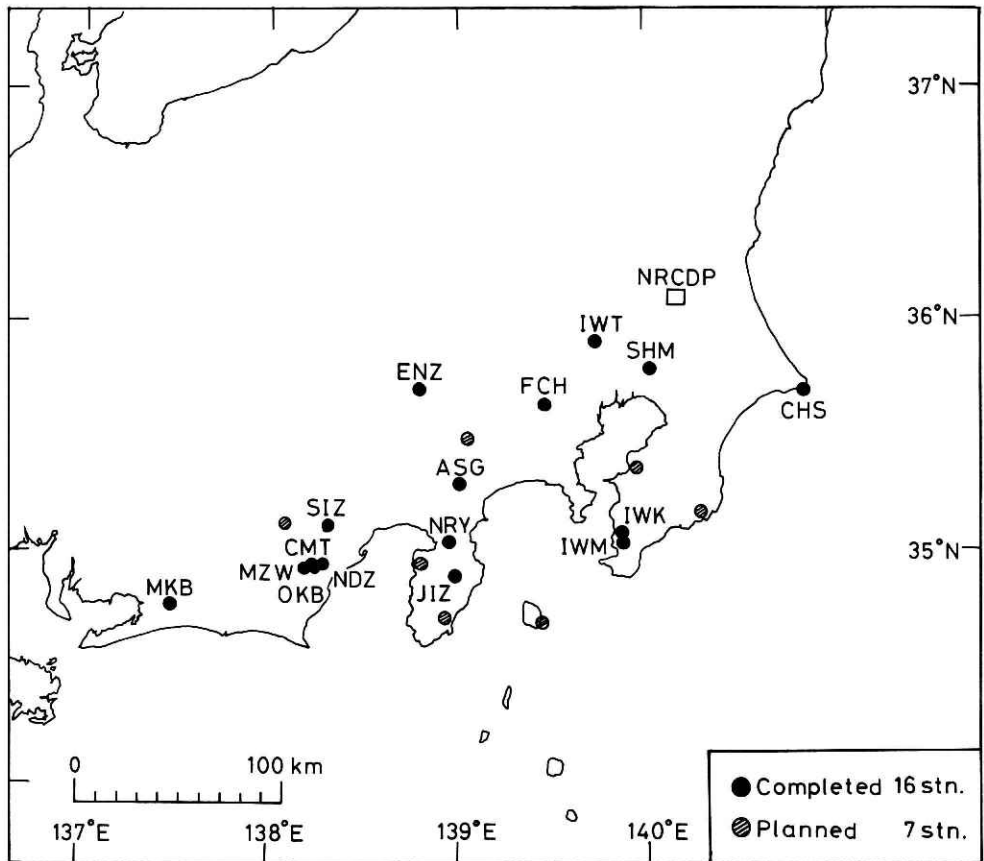 37°N
NRCDP
36°N
IWT
SHM
ENZ
FCH
CHS
ASG
SIZ
IWK
NRY
CMT
IWM
35°N
MZW
NDZ
MKB
OKB
JIZ
0 100 km
Completed 16 stn.
Planned 7 stn.
137°E
138°E
139°E
140°E